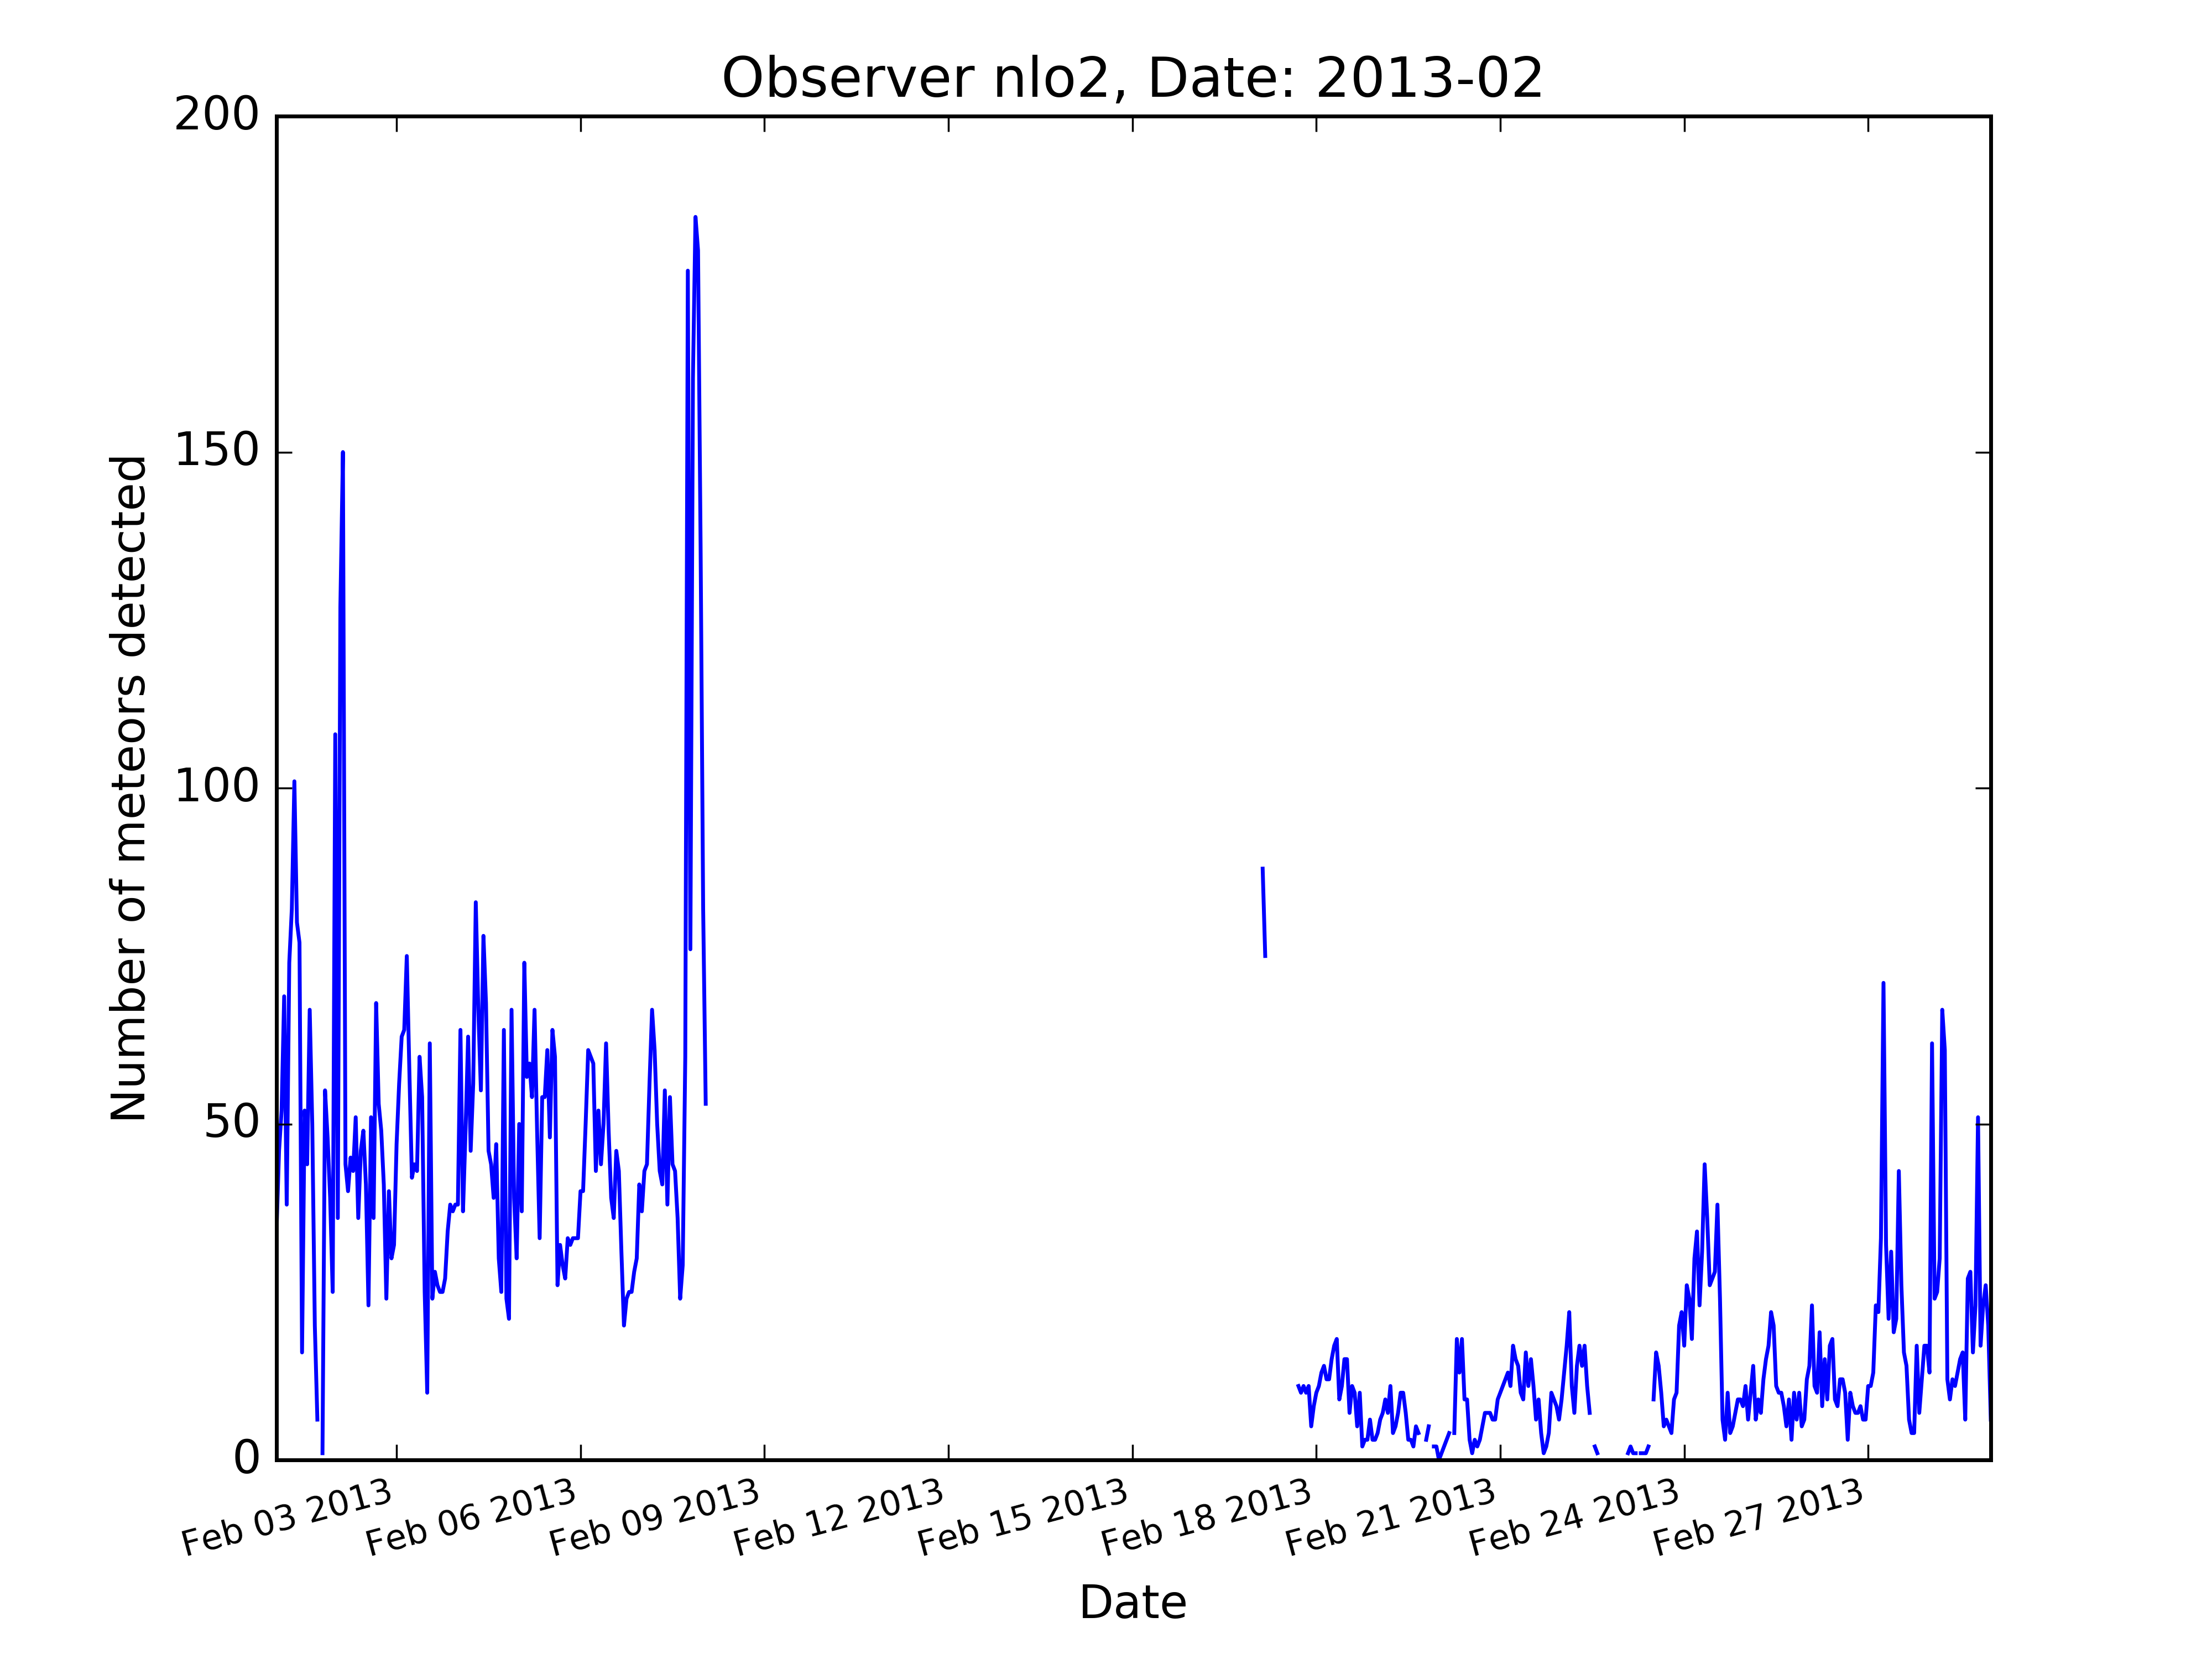 Observer nlo2, Date: 2013-02
200
150
100
50
0
Number of meteors detected
Feb 03 2013
Feb 06 2013
Feb 09 2013
Feb 12 2013
Feb 15 2013
Feb 18 2013
Feb 21 2013
Feb 24 2013
Feb 27 2013
Date